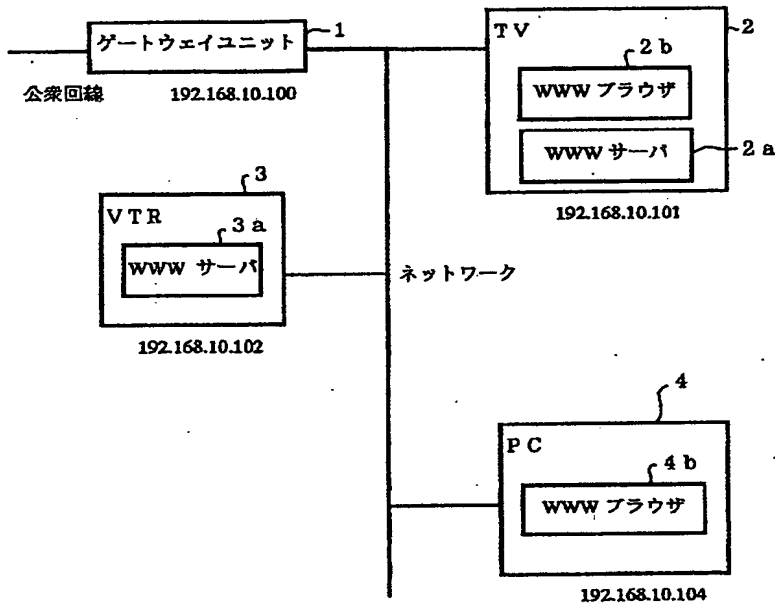 ゲートウェイユニット
1
公衆回線
192.168.10.100
TV
2
2b
WWW ブラウザ
WWW サーバ
2a
192.168.10.101
3
VTR
3a
WWW サーバ
192.168.10.102
ネットワーク
4
PC
4b
WWW ブラウザ
192.168.10.104